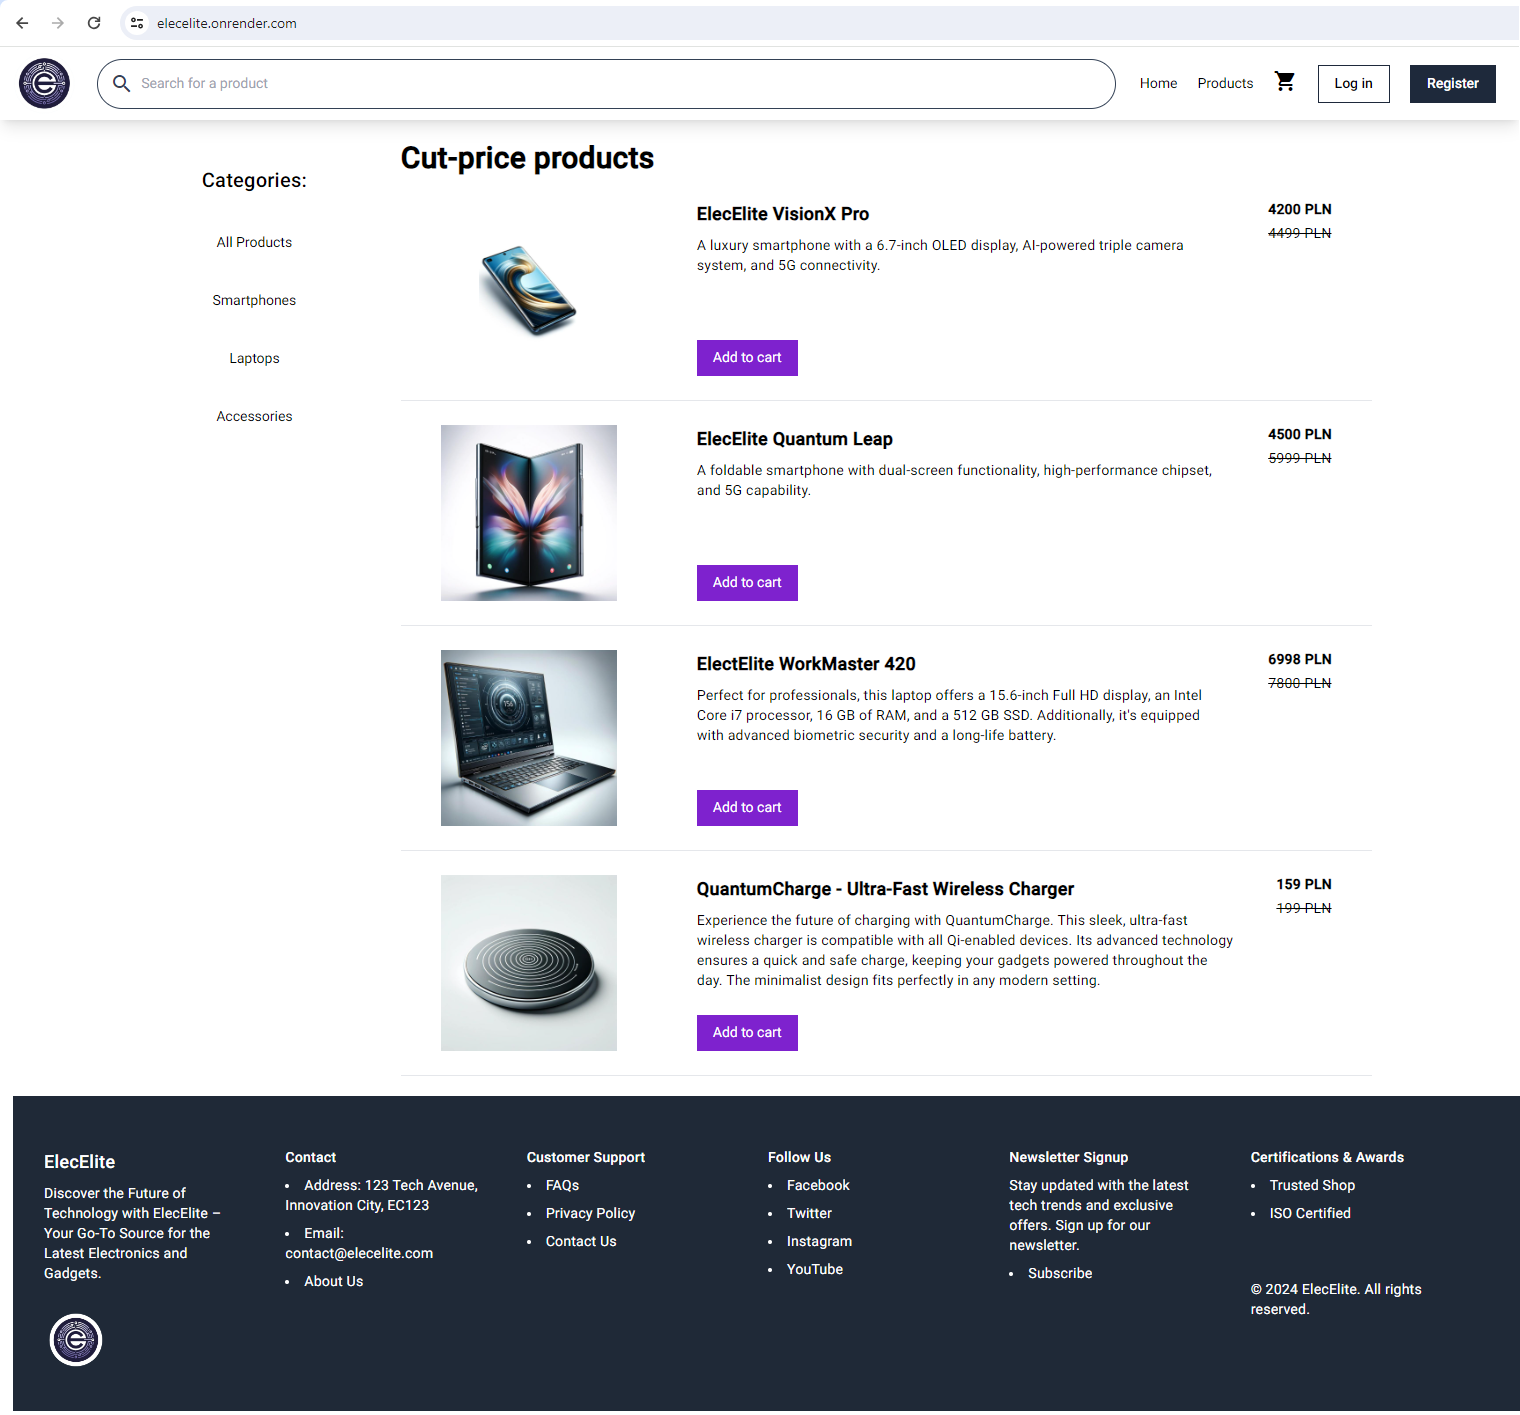 elecelite.onrender.com
Search for a product
Home
Products
Log in
Register
Categories:
All Products
Smartphones
Laptops
Accessories
Cut-price products
ElecElite VisionX Pro
A luxury smartphone with a 6.7-inch OLED display, AI-powered triple camera
system, and 5G connectivity.
4200 PLN
4499 PLN
Add to cart
ElecElite Quantum Leap
A foldable smartphone with dual-screen functionality, high-performance chipset,
and 5G capability.
4500 PLN
5999 PLN
Add to cart
ElectElite WorkMaster 420
Perfect for professionals, this laptop offers a 15.6-inch Full HD display, an Intel
Core i7 processor, 16 GB of RAM, and a 512 GB SSD. Additionally, it's equipped
with advanced biometric security and a long-life battery.
6998 PLN
7800 PLN
Add to cart
QuantumCharge - Ultra-Fast Wireless Charger
Experience the future of charging with QuantumCharge. This sleek, ultra-fast
wireless charger is compatible with all Qi-enabled devices. Its advanced technology
ensures a quick and safe charge, keeping your gadgets powered throughout the
day. The minimalist design fits perfectly in any modern setting.
159 PLN
199 PLN
Add to cart
ElecElite
Discover the Future of
Technology with ElecElite –
Your Go-To Source for the
Latest Electronics and
Gadgets.
Contact
• Address: 123 Tech Avenue,
Innovation City, EC123
• Email:
contact@elecelite.com
• About Us
Customer Support
• FAQs
• Privacy Policy
• Contact Us
Follow Us
• Facebook
• Twitter
• Instagram
• YouTube
Newsletter Signup
Stay updated with the latest
tech trends and exclusive
offers. Sign up for our
newsletter.
• Subscribe
Certifications & Awards
• Trusted Shop
• ISO Certified
© 2024 ElecElite. All rights
reserved.